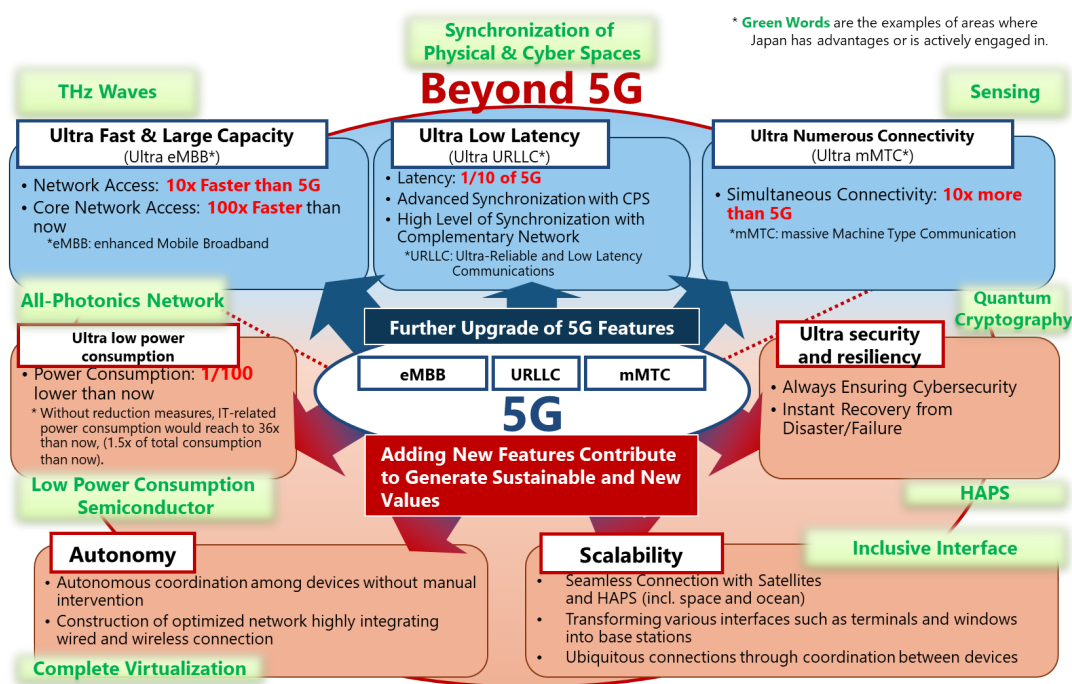 Synchronization of
Physical & Cyber Spaces
* Green Words are the examples of areas where
Japan has advantages or is actively engaged in.
THz Waves
Beyond 5G
Sensing
Ultra Fast & Large Capacity
(Ultra eMBB*)
• Network Access: 10x Faster than 5G
• Core Network Access: 100x Faster than
now
*eMBB: enhanced Mobile Broadband
Ultra Low Latency
(Ultra URLLC*)
• Latency: 1/10 of 5G
• Advanced Synchronization with CPS
• High Level of Synchronization with
Complementary Network
*URLLC: Ultra-Reliable and Low Latency
Communications
Ultra Numerous Connectivity
(Ultra mMTC*)
• Simultaneous Connectivity: 10x more
than 5G
*mMTC: massive Machine Type Communication
All-Photonics Network
Quantum
Cryptography
Further Upgrade of 5G Features
eMBB
URLLC
mMTC
5G
Adding New Features Contribute
to Generate Sustainable and New
Values
Ultra low power
consumption
• Power Consumption: 1/100
lower than now
* Without reduction measures, IT-related
power consumption would reach to 36x
than now, (1.5x of total consumption
than now).
Ultra security
and resiliency
• Always Ensuring Cybersecurity
• Instant Recovery from
Disaster/Failure
Low Power Consumption
Semiconductor
HAPS
Autonomy
• Autonomous coordination among devices without manual
intervention
• Construction of optimized network highly integrating
wired and wireless connection
Complete Virtualization
Scalability
Inclusive Interface
• Seamless Connection with Satellites
and HAPS (incl. space and ocean)
• Transforming various interfaces such as terminals and windows
into base stations
• Ubiquitous connections through coordination between devices